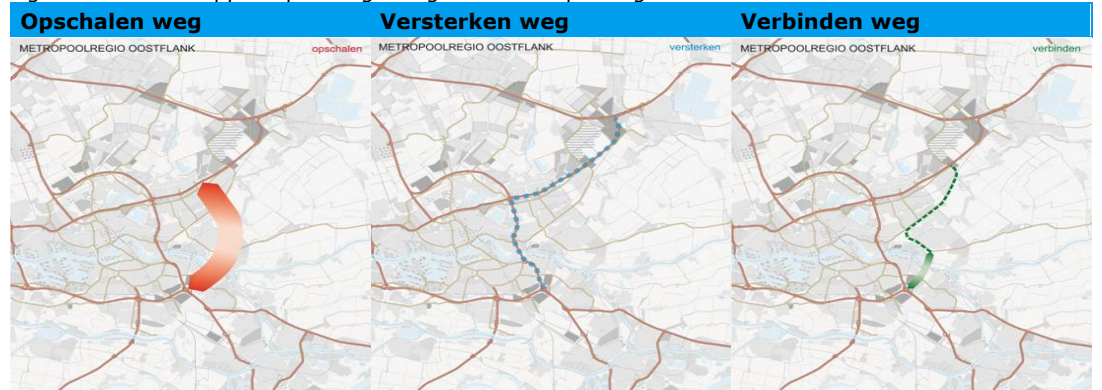 Opschalen weg
Versterken weg
Verbinden weg
METROPOOLREGIO OOSTFLANK
opschalen
METROPOOLREGIO OOSTFLANK
versterken
METROPOOLREGIO OOSTFLANK
verbinden